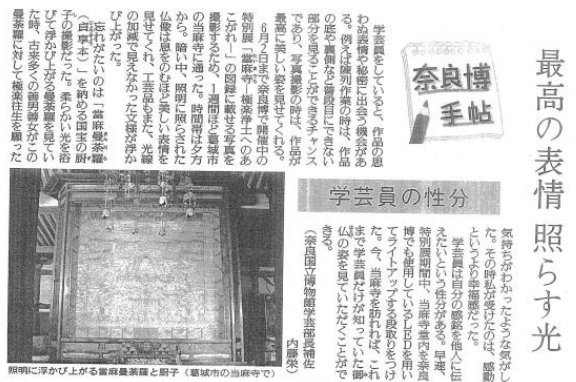 最高の表情 照らす光
奈良博
手帖
学芸員の性分
学芸員をしていると、作品の思
わぬ表情や秘密に出会う機会があ
る。例えば陳列作業の時は、作品
の底や裏側など普段目にできない
部分を見ることができるチャンス
であり、写真撮影の時は、作品が
最高に美しい姿を見せてくれる。
6月2日まで奈良博で開催中の
特別展「當麻寺―極楽浄土へのあ
こがれ―」の図録に載せる写真を
撮影するため、1週間ほど葛城市
の当麻寺に通った。時間帯は夕方
から。暗い中、照明に照らされた
仏像は息をのむほど美しい表情を
見せてくれ、工芸品もまた、光線
の加減で見えなかった文様が浮か
び上がった。
忘れがたいのは「當麻曼荼羅
(貞享本)」を納める国宝の厨
子の撮影だった。柔らかい光を浴
びて浮かび上がる曼荼羅を見てい
た時、古来多くの善男善女がこの
曼荼羅に対して極楽往生を願った
気持ちがわかったような気がし
た。その時私が受けたのは、感動
というより幸福感だった。
学芸員は自分の感銘を他人に伝
えたいという性分がある。早速、
特別展期間中、当麻寺堂内を奈良
博でも使用しているLEDを用い
てライトアップする段取りをつけ
た。今、当麻寺を訪れれば、これ
まで学芸員だけが知っていた御
仏の姿を見ていただくことがで
きる。
(奈良国立博物館学芸部長補佐
内藤栄)
照明に浮かび上がる當麻曼荼羅と厨子(葛城市の当麻寺で)